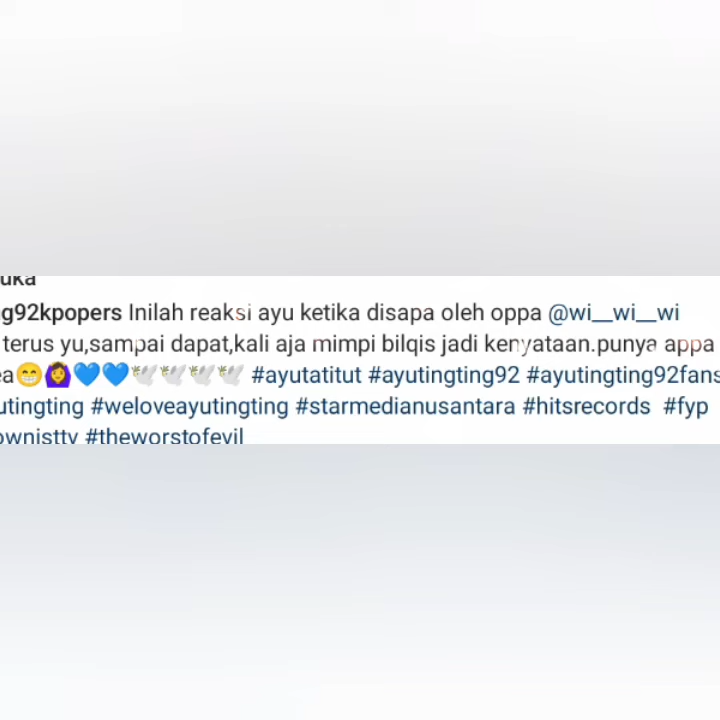 uka
g92kpopers Inilah reaksi ayu ketika disapa oleh oppa @wi__wi__wi
terus yu,sampai dapat,kali aja mimpi bilqis jadi kenyataan.punya appa
ea😁🙆‍♀️💙💙🕊🕊🕊🕊 #ayutatitut #ayutingting92 #ayutingting92fans
utingting #weloveayutingting #starmedianusantara #hitsrecords #fyp
ownisttv #theworstofevil